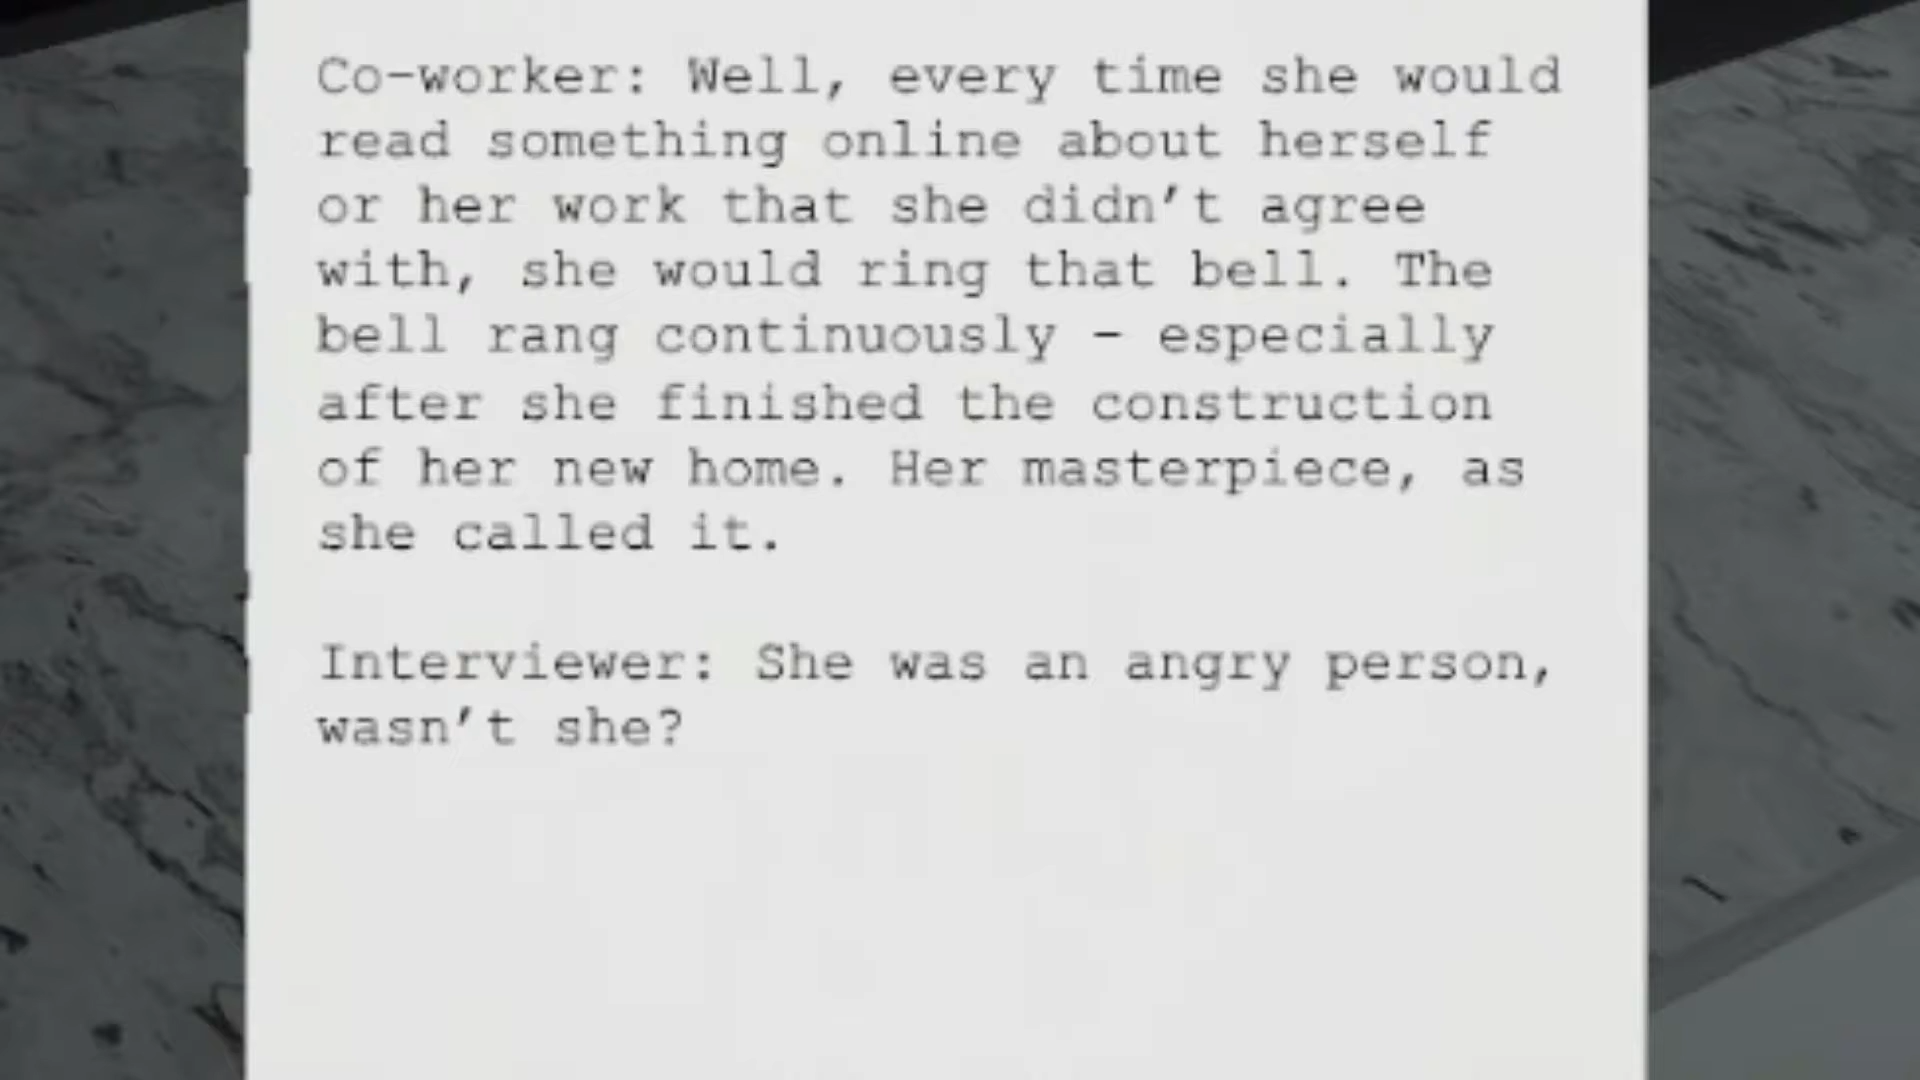 Co-worker: Well, every time she would
read something online about herself
or her work that she didn't agree
with, she would ring that bell. The
bell rang continuously - especially
after she finished the construction
of her new home. Her masterpiece, as
she called it.
Interviewer: She was an angry person,
wasn't she?